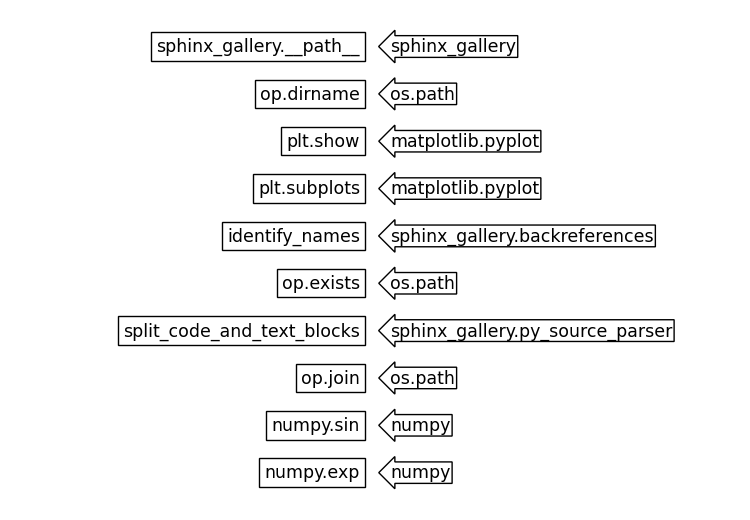 sphinx_gallery.__path__ sphinx_gallery
op.dirname os.path
plt.show matplotlib.pyplot
plt.subplots matplotlib.pyplot
identify_names sphinx_gallery.backreferences
op.exists os.path
split_code_and_text_blocks sphinx_gallery.py_source_parser
op.join os.path
numpy.sin numpy
numpy.exp numpy